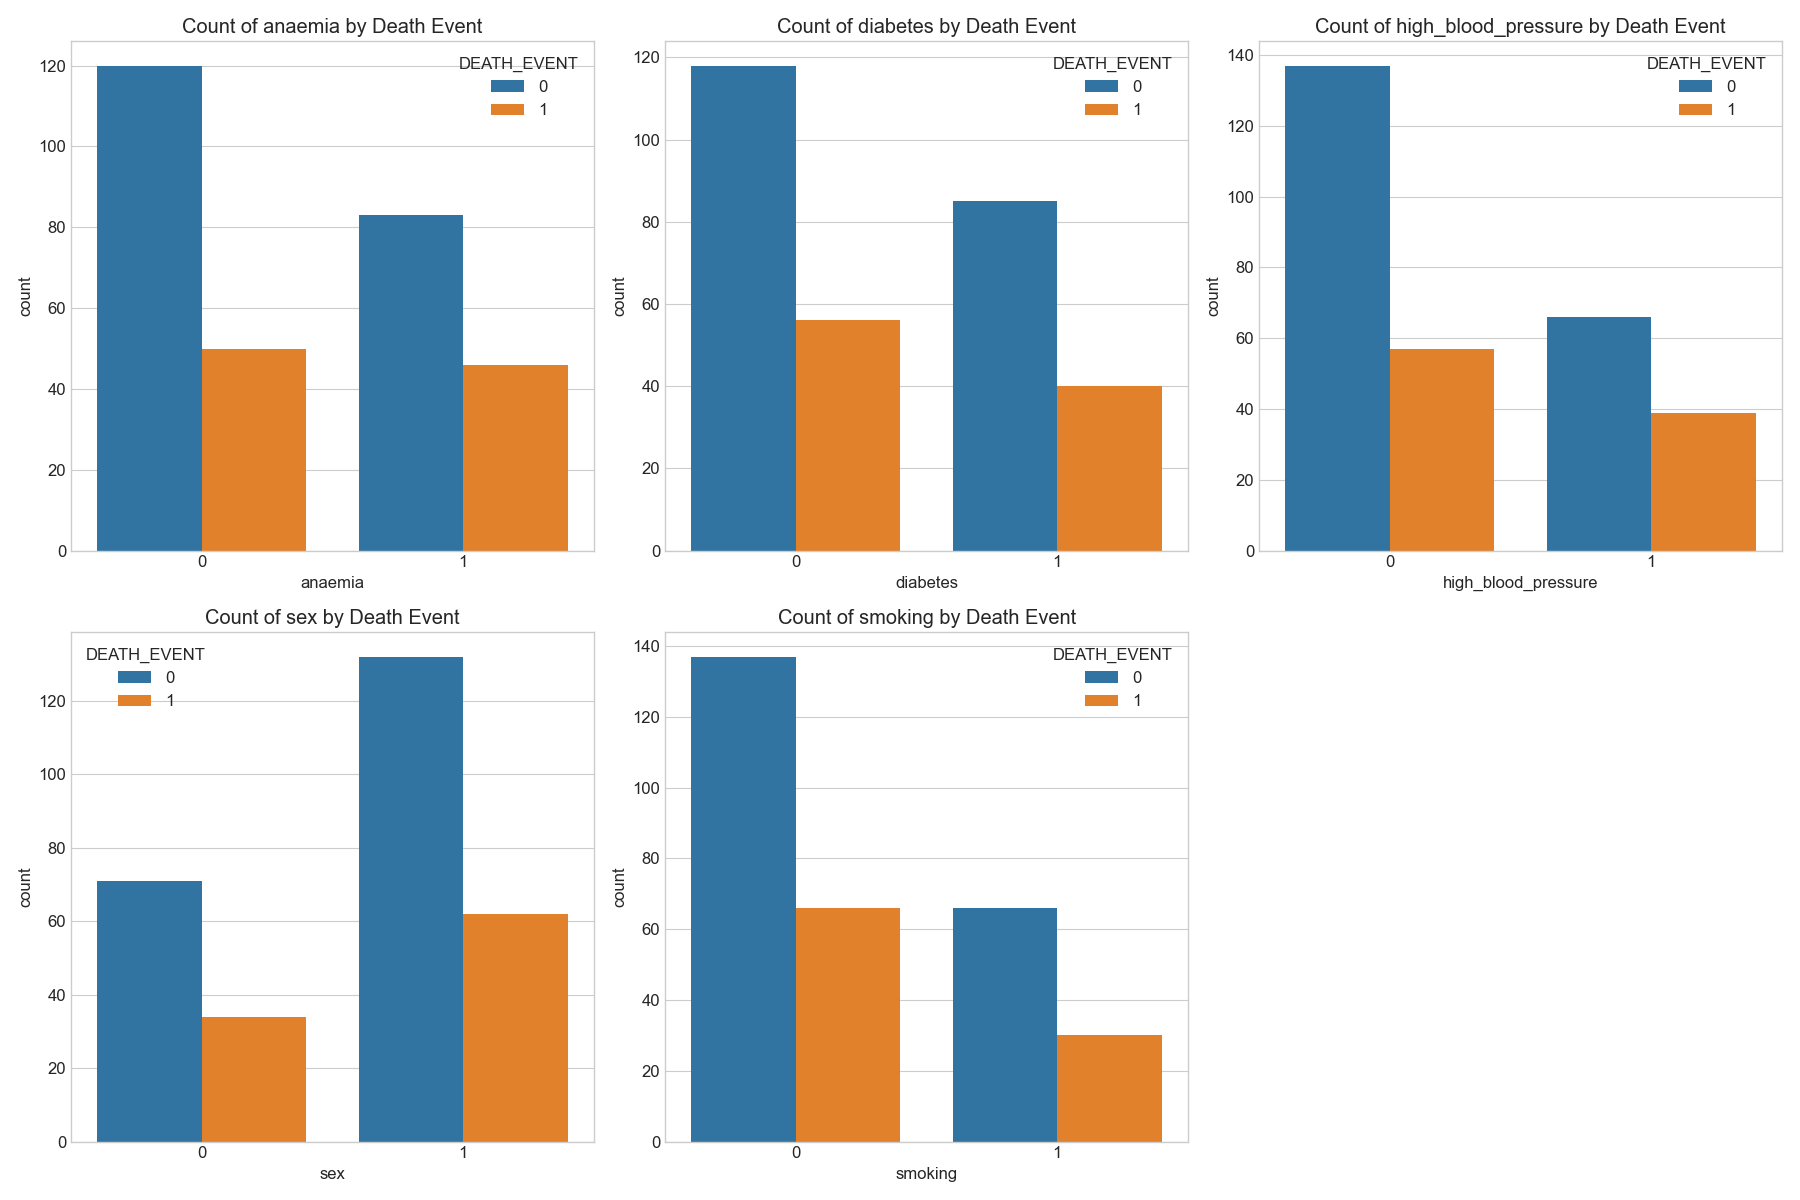 Count of anaemia by Death Event
DEATH_EVENT
0
1
120
100
80
60
40
20
0
count
0 1
anaemia
Count of diabetes by Death Event
DEATH_EVENT
0
1
120
100
80
60
40
20
0
count
0 1
diabetes
Count of high_blood_pressure by Death Event
DEATH_EVENT
0
1
140
120
100
80
60
40
20
0
count
0 1
high_blood_pressure
Count of sex by Death Event
DEATH_EVENT
0
1
120
100
80
60
40
20
0
count
0 1
sex
Count of smoking by Death Event
DEATH_EVENT
0
1
140
120
100
80
60
40
20
0
count
0 1
smoking